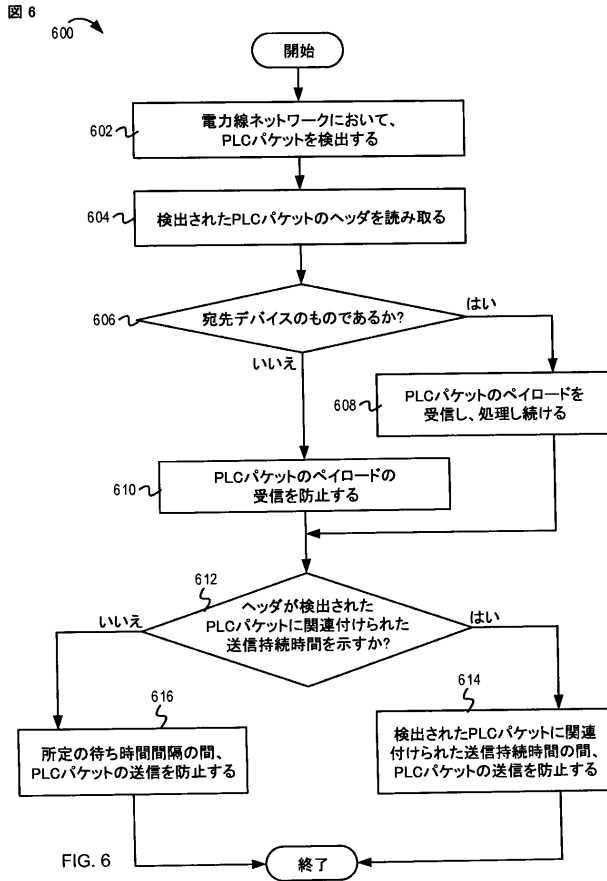 図 6
600
開始
602
電力線ネットワークにおいて、
PLCパケットを検出する
604
検出されたPLCパケットのヘッダを読み取る
606
宛先デバイスのものであるか?
はい
いいえ
608
PLCパケットのペイロードを
受信し、処理し続ける
610
PLCパケットのペイロードの
受信を防止する
612
ヘッダが検出された
PLCパケットに関連付けられた
送信持続時間を示すか?
いいえ
はい
616
所定の待ち時間間隔の間、
PLCパケットの送信を防止する
614
検出されたPLCパケットに関連
付けられた送信持続時間の間、
PLCパケットの送信を防止する
FIG. 6
終了